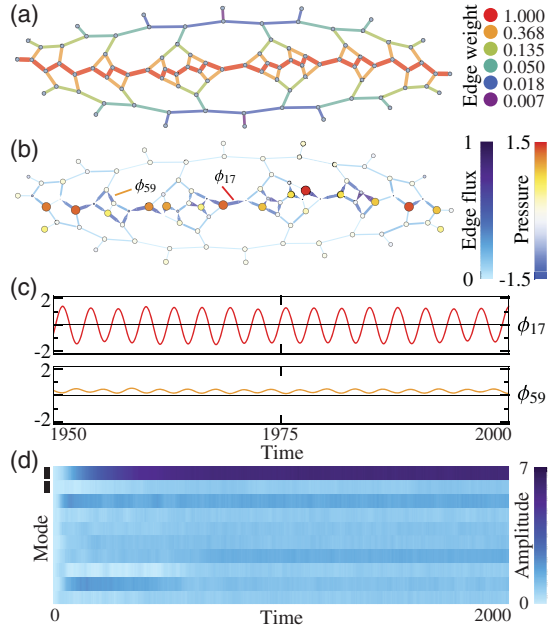 (a)
Edge weight
1.000
0.368
0.135
0.050
0.018
0.007
(b)
ϕ59
ϕ17
Edge flux
1
0
Pressure
1.5
-1.5
(c)
2
-2
ϕ17
2
-2
ϕ59
1950
1975
2000
Time
(d)
Mode
0
Time
2000
Amplitude
7
0